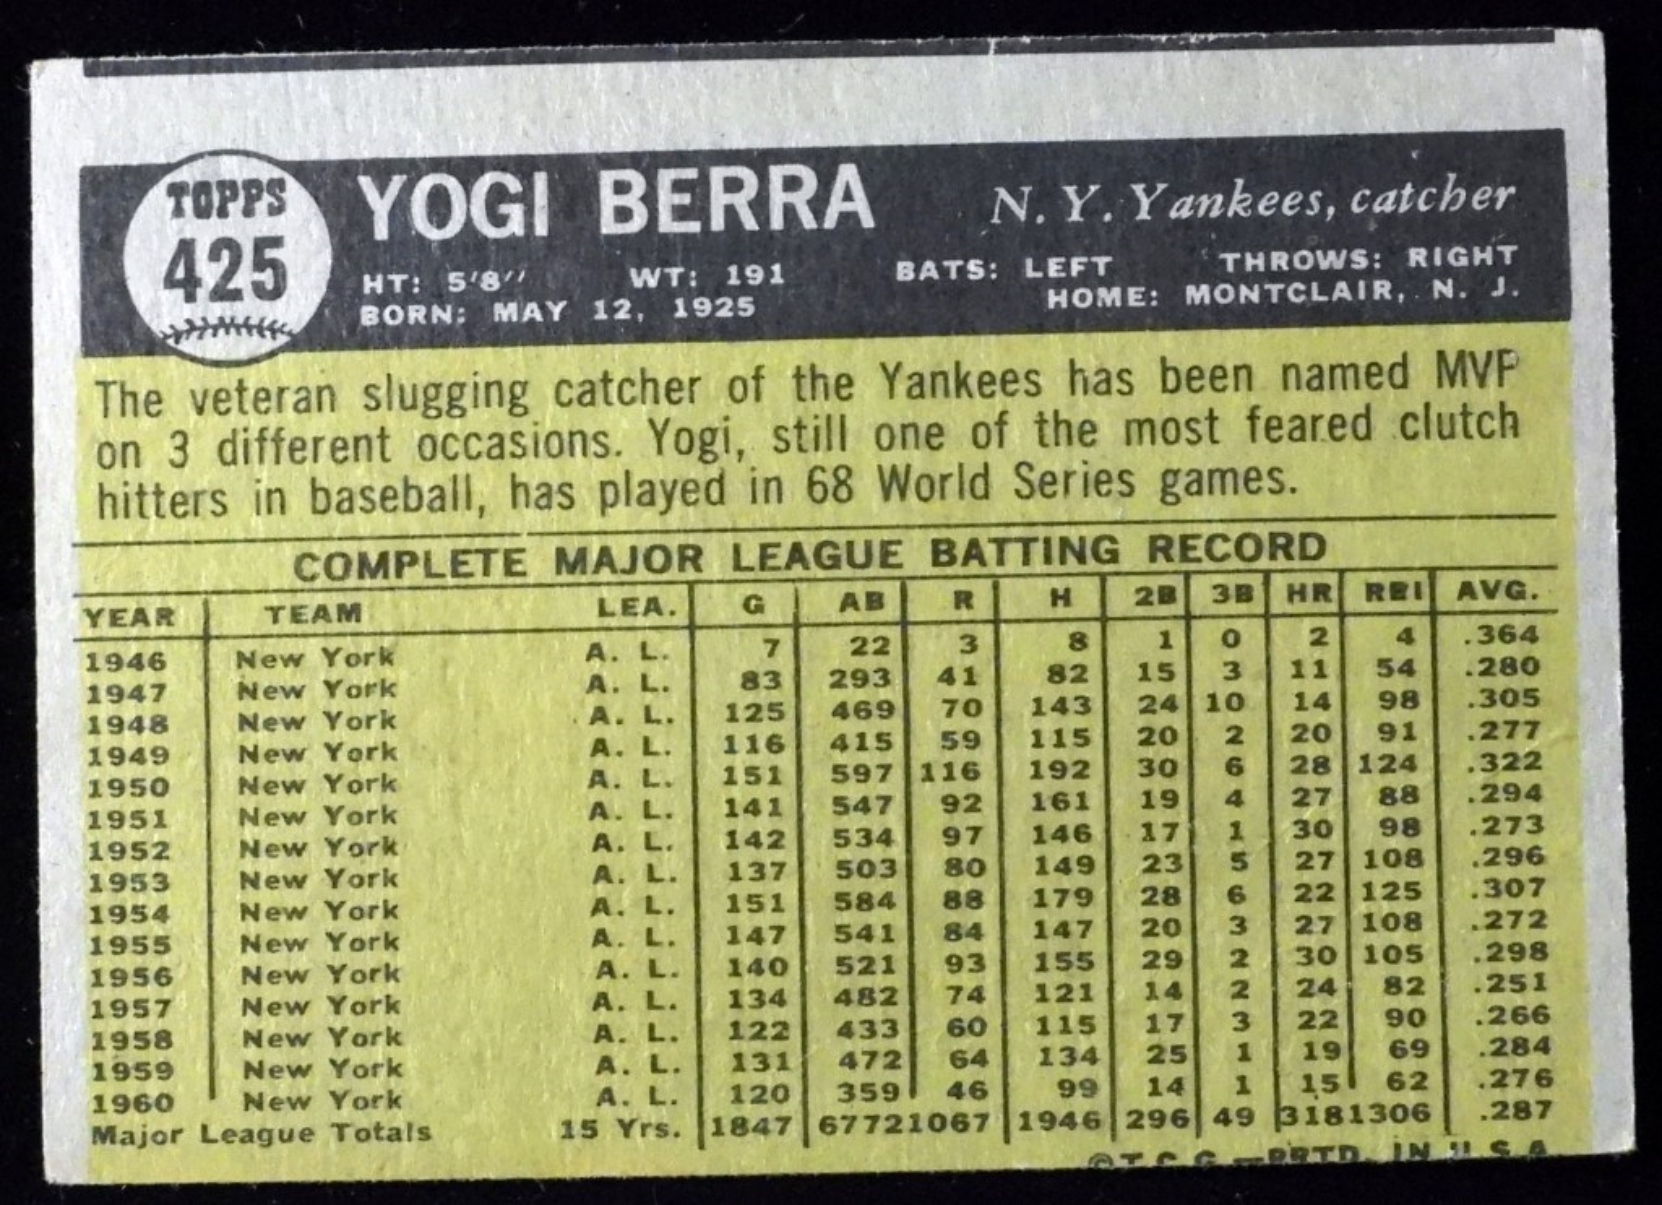 TOPPS
425
YOGI BERRA
N. Y. Yankees, catcher
HT: 5'8" WT: 191 BATS: LEFT THROWS: RIGHT
BORN: MAY 12, 1925 HOME: MONTCLAIR, N. J.
The veteran slugging catcher of the Yankees has been named MVP
on 3 different occasions. Yogi, still one of the most feared clutch
hitters in baseball, has played in 68 World Series games.
COMPLETE MAJOR LEAGUE BATTING RECORD
YEAR TEAM LEA. G AB R H 2B 3B HR RBI AVG.
1946 New York A. L. 7 22 3 8 1 0 2 4 .364
1947 New York A. L. 83 293 41 82 15 3 11 54 .280
1948 New York A. L. 125 469 70 143 24 10 14 98 .305
1949 New York A. L. 116 415 59 115 20 2 20 91 .277
1950 New York A. L. 151 597 116 192 30 6 28 124 .322
1951 New York A. L. 141 547 92 161 19 4 27 88 .294
1952 New York A. L. 142 534 97 146 17 1 30 98 .273
1953 New York A. L. 137 503 80 149 23 5 27 108 .296
1954 New York A. L. 151 584 88 179 28 6 22 125 .307
1955 New York A. L. 147 541 84 147 20 3 27 108 .272
1956 New York A. L. 140 521 93 155 29 2 30 105 .298
1957 New York A. L. 134 482 74 121 14 2 24 82 .251
1958 New York A. L. 122 433 60 115 17 3 22 90 .266
1959 New York A. L. 131 472 64 134 25 1 19 69 .284
1960 New York A. L. 120 359 46 99 14 1 15 62 .276
Major League Totals 15 Yrs. 1847 6772 1067 1946 296 49 318 1306 .287
© T. C. G.—PRTD. IN U. S. A.